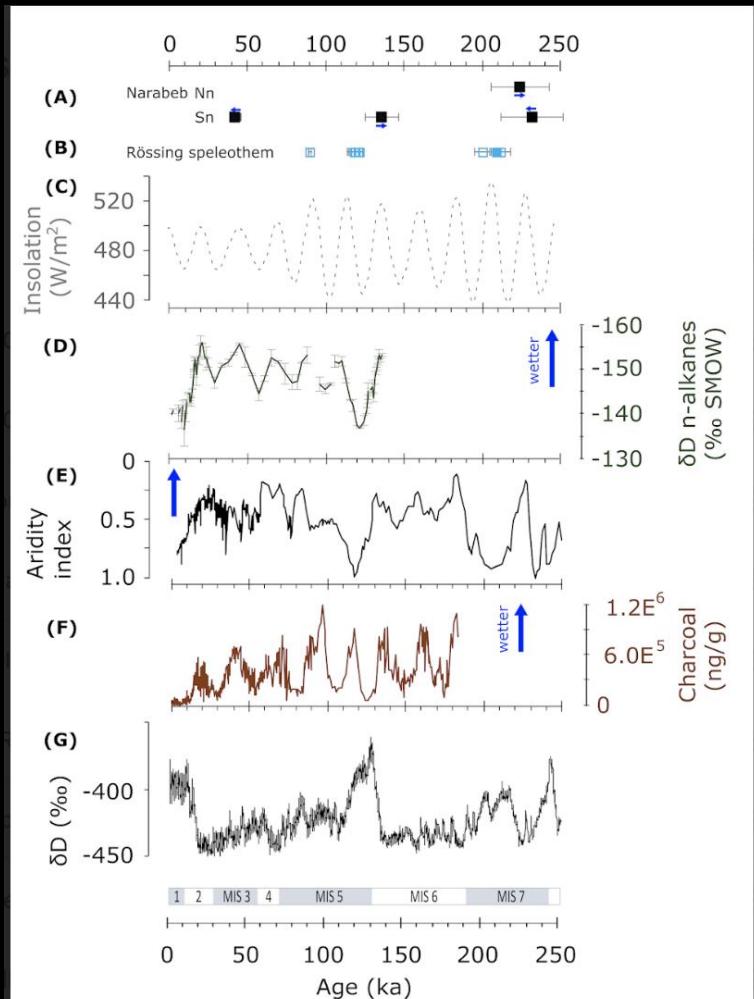 0 50 100 150 200 250
(A) Narabeb Nn
Sn
(B) Rössing speleothem
(C)
Insolation
(W/m²)
520
480
440
(D)
wetter
-160
-150
-140
-130
δD n-alkanes
(‰ SMOW)
(E)
Aridity
index
0
0.5
1.0
(F)
wetter
1.2E⁶
6.0E⁵
0
Charcoal
(ng/g)
(G)
δD (‰)
-400
-450
1 2 MIS 3 4 MIS 5 MIS 6 MIS 7
0 50 100 150 200 250
Age (ka)